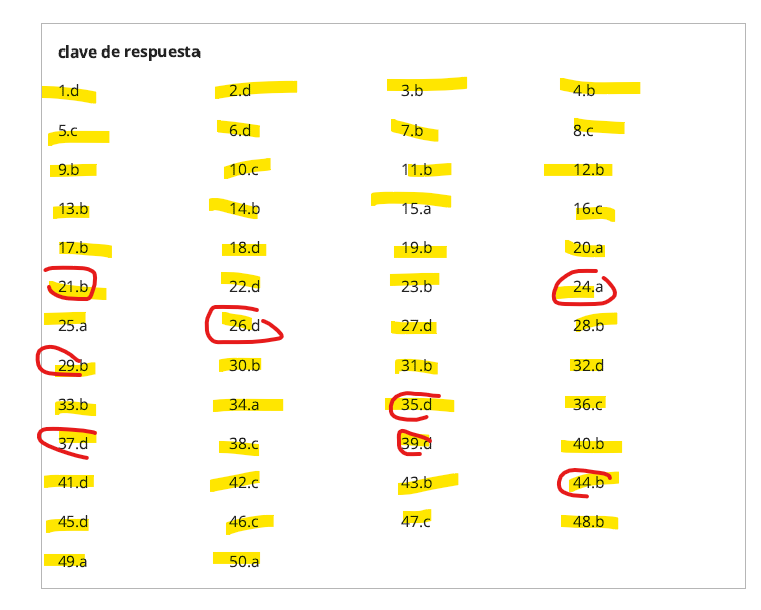 clave de respuesta
1.d 2.d 3.b 4.b
5.c 6.d 7.b 8.c
9.b 10.c 11.b 12.b
13.b 14.b 15.a 16.c
17.b 18.d 19.b 20.a
21.b 22.d 23.b 24.a
25.a 26.d 27.d 28.b
29.b 30.b 31.b 32.d
33.b 34.a 35.d 36.c
37.d 38.c 39.d 40.b
41.d 42.c 43.b 44.b
45.d 46.c 47.c 48.b
49.a 50.a